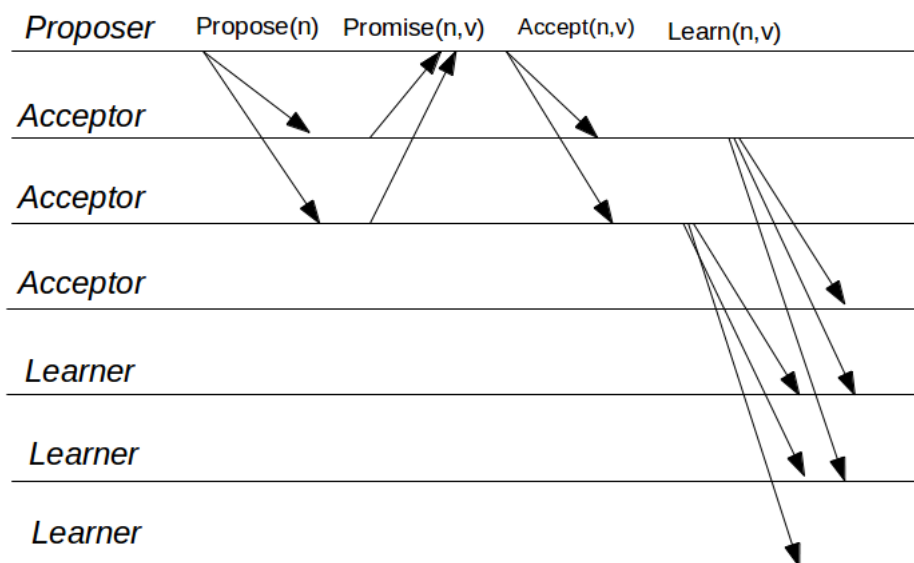 Proposer Propose(n) Promise(n,v) Accept(n,v) Learn(n,v)
Acceptor
Acceptor
Acceptor
Learner
Learner
Learner